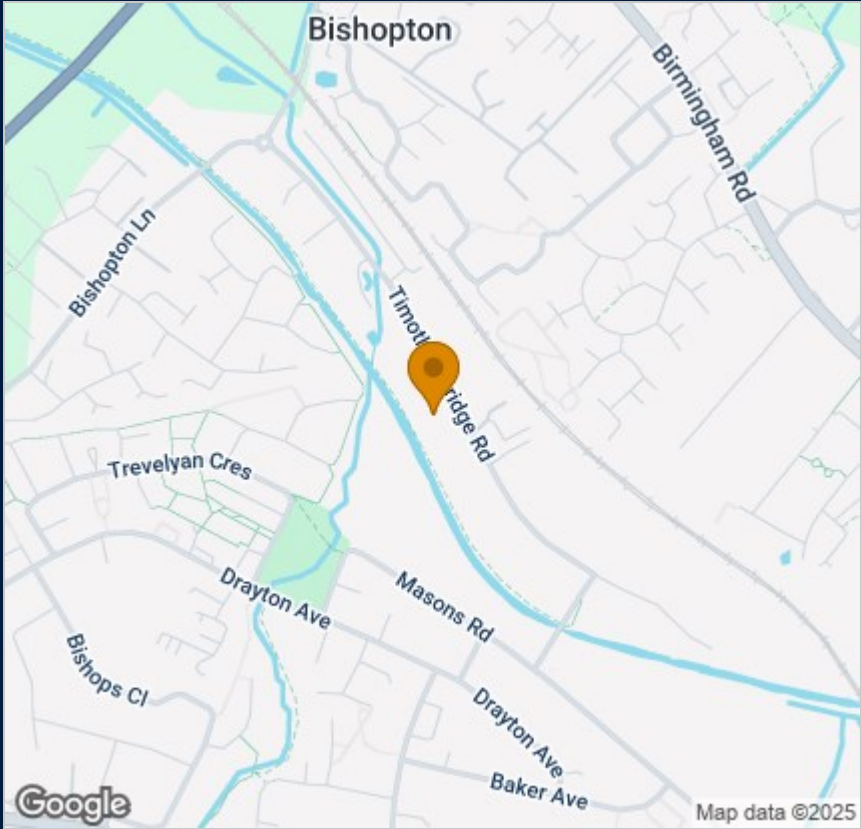 Bishopton
Birmingham Rd
Bishopton Ln
Timoth
ridge Rd
Trevelyan Cres
Drayton Ave
Masons Rd
Bishops Cl
Drayton Ave
Baker Ave
Google
Map data ©2025